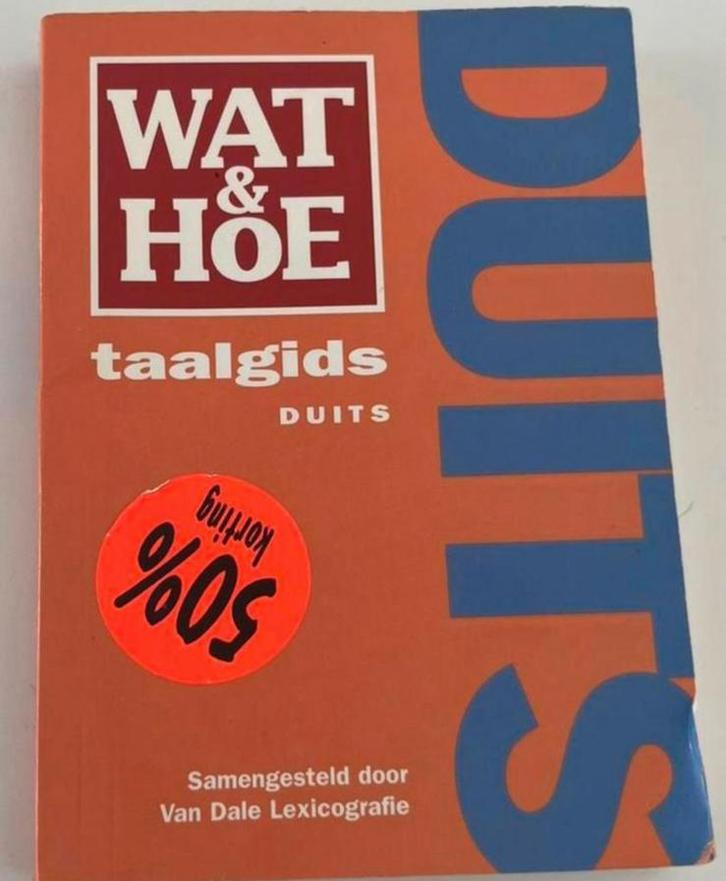 WAT
&
HOE
taalgids
DUITS
DUITS
50%
korting
Samengesteld door
Van Dale Lexicografie